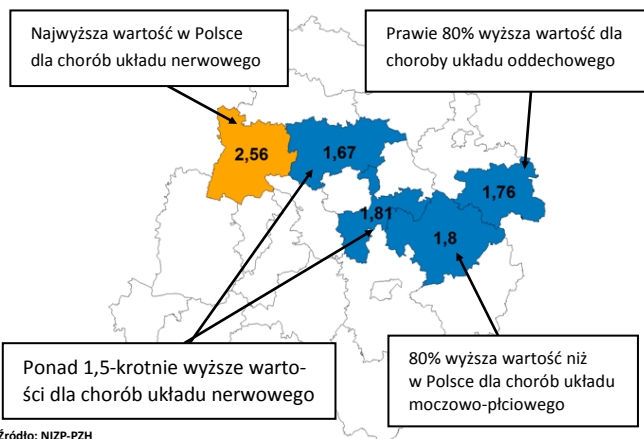 Najwyższa wartość w Polsce
dla chorób układu nerwowego
Prawie 80% wyższa wartość dla
choroby układu oddechowego
2,56
1,67
1,76
1,81
1,8
Ponad 1,5-krotnie wyższe warto-
ści dla chorób układu nerwowego
80% wyższa wartość niż
w Polsce dla chorób układu
moczowo-płciowego
Źródło: NIZP-PZH